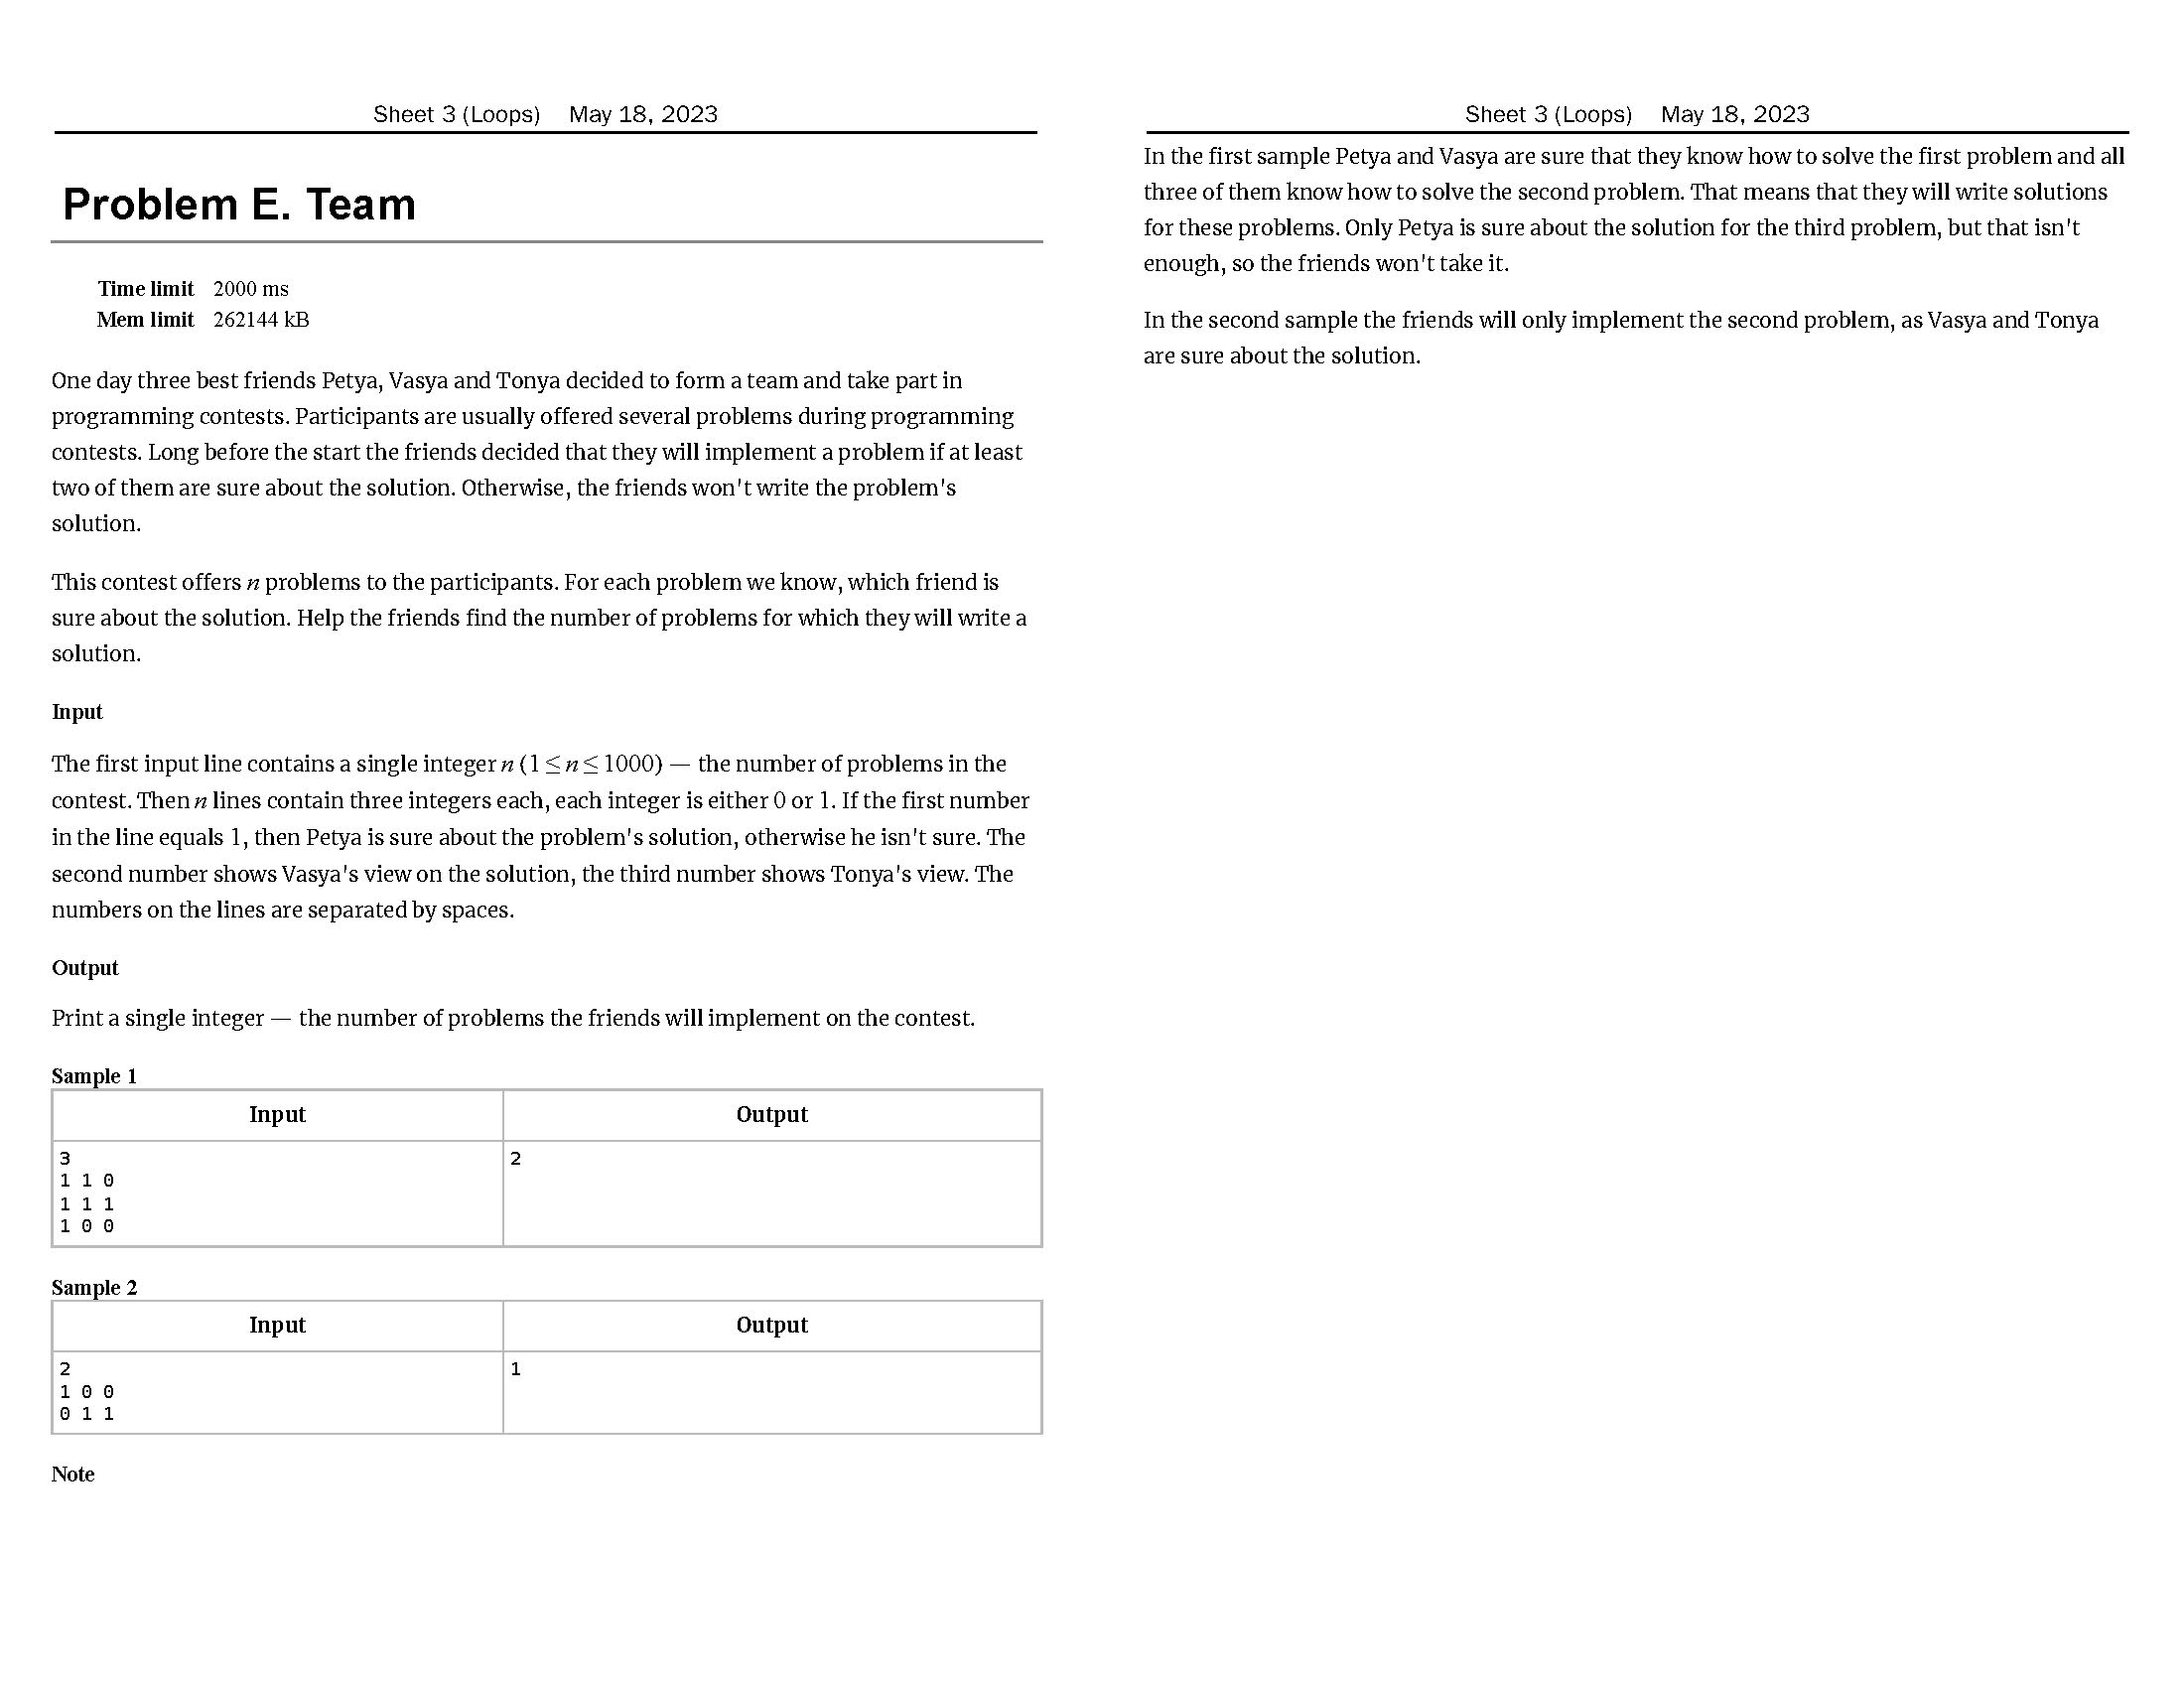 Sheet 3 (Loops) May 18, 2023
Problem E. Team
Time limit 2000 ms
Mem limit 262144 kB
One day three best friends Petya, Vasya and Tonya decided to form a team and take part in
programming contests. Participants are usually offered several problems during programming
contests. Long before the start the friends decided that they will implement a problem if at least
two of them are sure about the solution. Otherwise, the friends won't write the problem's
solution.
This contest offers n problems to the participants. For each problem we know, which friend is
sure about the solution. Help the friends find the number of problems for which they will write a
solution.
Input
The first input line contains a single integer n (1 ≤ n ≤ 1000) — the number of problems in the
contest. Then n lines contain three integers each, each integer is either 0 or 1. If the first number
in the line equals 1, then Petya is sure about the problem's solution, otherwise he isn't sure. The
second number shows Vasya's view on the solution, the third number shows Tonya's view. The
numbers on the lines are separated by spaces.
Output
Print a single integer — the number of problems the friends will implement on the contest.
Sample 1
Input Output
3 2
1 1 0
1 1 1
1 0 0
Sample 2
Input Output
2 1
1 0 0
0 1 1
Note
Sheet 3 (Loops) May 18, 2023
In the first sample Petya and Vasya are sure that they know how to solve the first problem and all
three of them know how to solve the second problem. That means that they will write solutions
for these problems. Only Petya is sure about the solution for the third problem, but that isn't
enough, so the friends won't take it.
In the second sample the friends will only implement the second problem, as Vasya and Tonya
are sure about the solution.